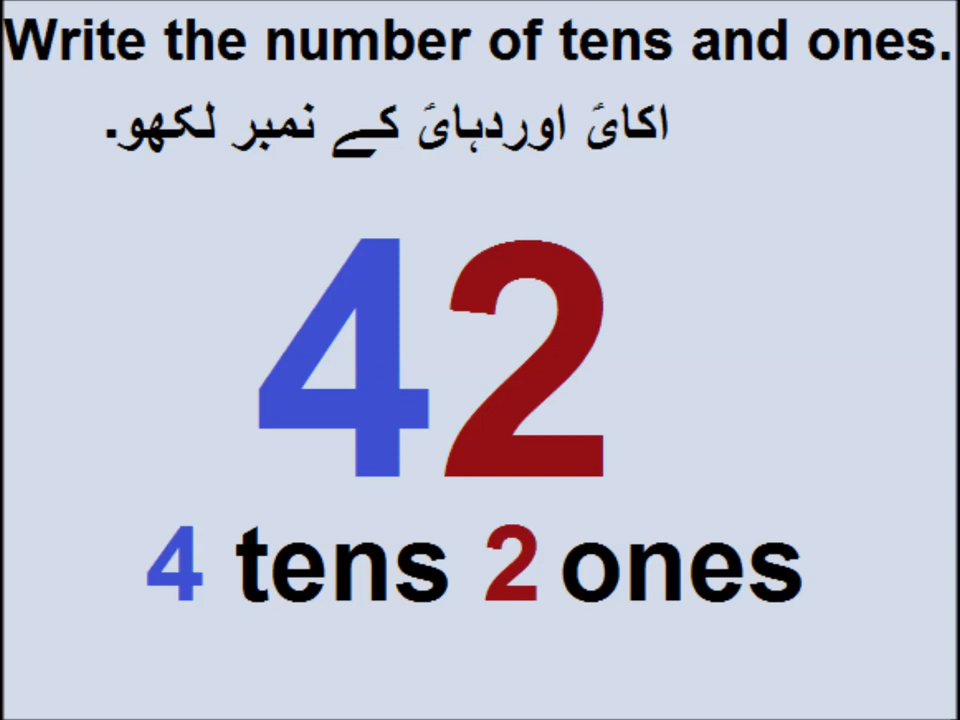 Write the number of tens and ones.
اکائ اوردہائ کے نمبر لکھو۔
42
4 tens 2 ones